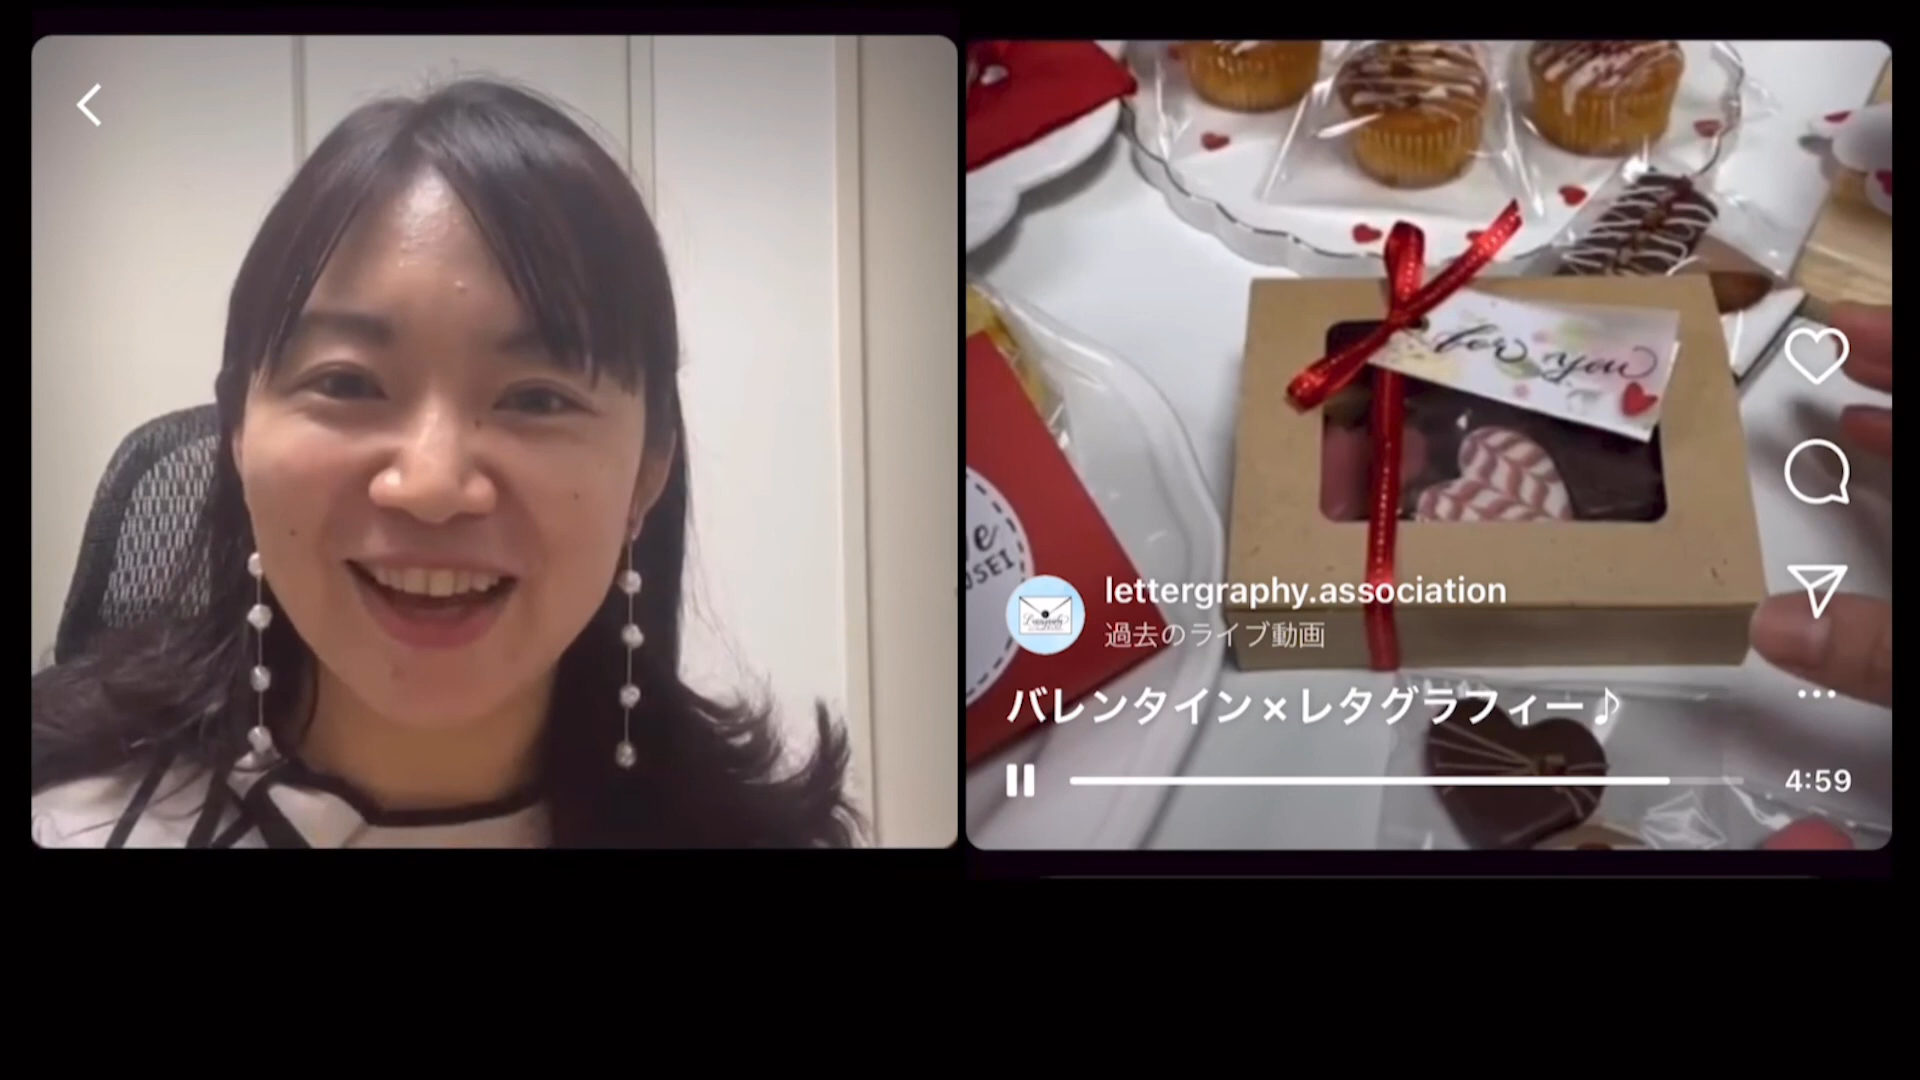 for you
e
lettergraphy.association
過去のライブ動画
バレンタイン×レタグラフィー♪
4:59